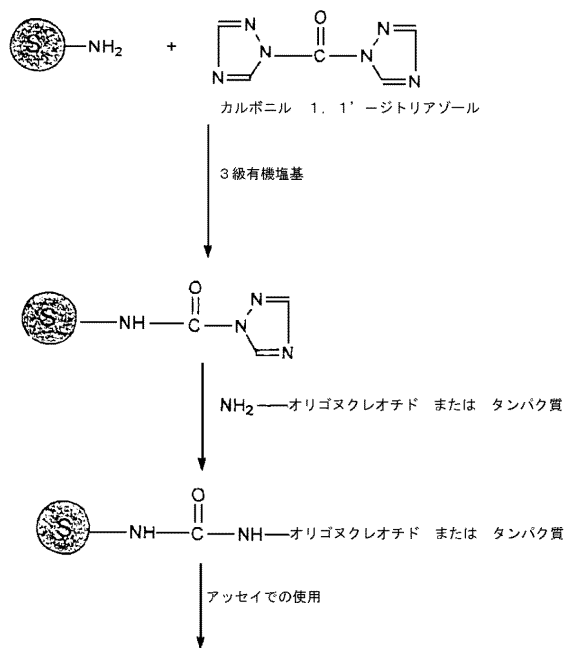 S NH₂ + N N N C O N N N
カルボニル 1, 1' ージトリアゾール
3級有機塩基
S NH C O N N N
NH₂ オリゴヌクレオチド または タンパク質
S NH C O NH オリゴヌクレオチド または タンパク質
アッセイでの使用